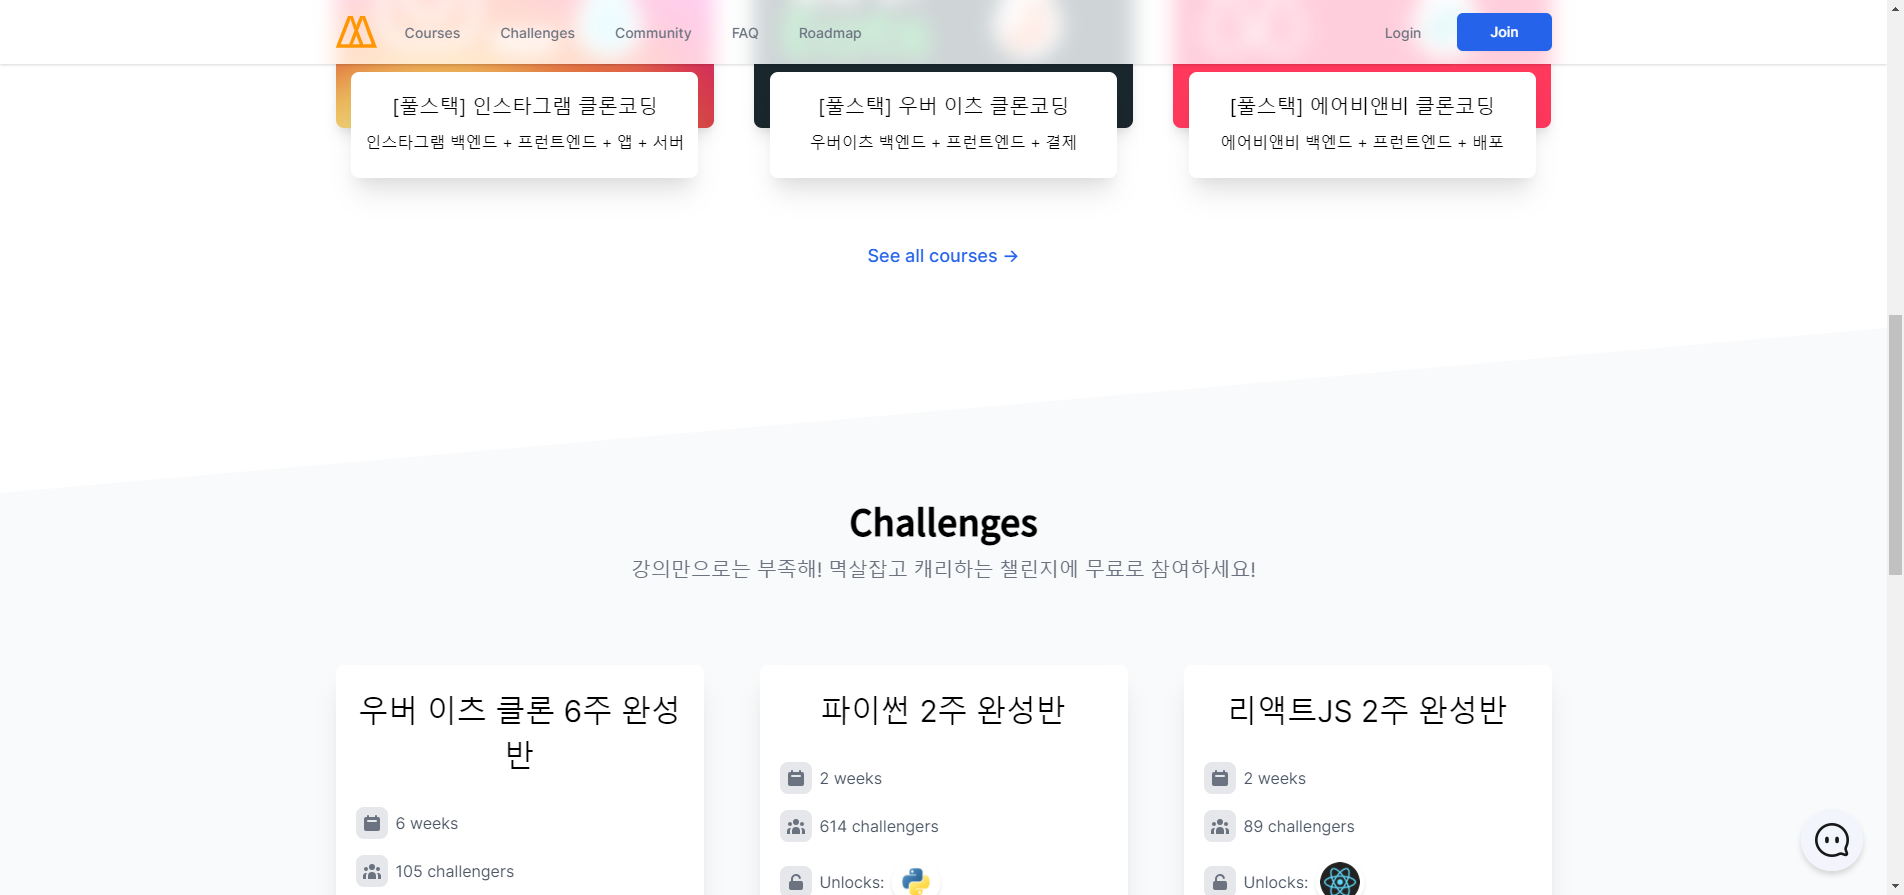 Courses
Challenges
Community
FAQ
Roadmap
Login
Join
[풀스택] 인스타그램 클론코딩
인스타그램 백엔드 + 프런트엔드 + 앱 + 서버
[풀스택] 우버 이츠 클론코딩
우버이츠 백엔드 + 프런트엔드 + 결제
[풀스택] 에어비앤비 클론코딩
에어비앤비 백엔드 + 프런트엔드 + 배포
See all courses →
Challenges
강의만으로는 부족해! 멱살잡고 캐리하는 챌린지에 무료로 참여하세요!
우버 이츠 클론 6주 완성
반
6 weeks
105 challengers
파이썬 2주 완성반
2 weeks
614 challengers
Unlocks:
리액트JS 2주 완성반
2 weeks
89 challengers
Unlocks: